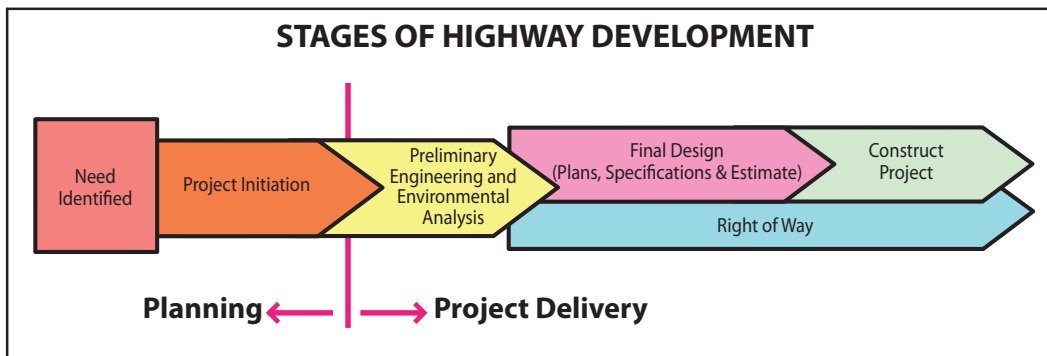 STAGES OF HIGHWAY DEVELOPMENT
Need
Identified
Project Initiation
Preliminary
Engineering and
Environmental
Analysis
Final Design
(Plans, Specifications & Estimate)
Construct
Project
Right of Way
Planning
Project Delivery